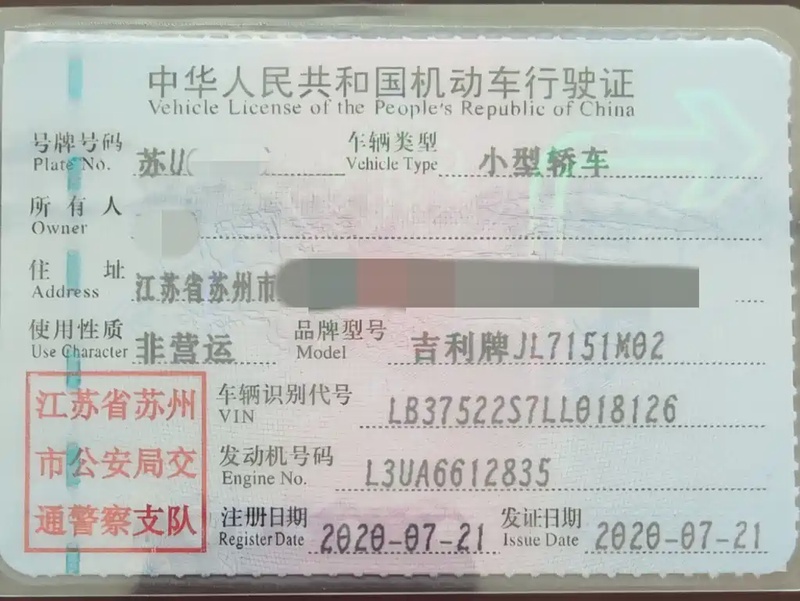 中华人民共和国机动车行驶证
Vehicle License of the People's Republic of China
号牌号码 苏U 车辆类型 小型轿车
Plate No. Vehicle Type
所有人
Owner
住址 江苏省苏州市
Address
使用性质 非营运 品牌型号 吉利牌JL7151M02
Use Character Model
江苏省苏州 车辆识别代号 LB37522S7LL018126
VIN
市公安局交 发动机号码 L3UA6612835
Engine No.
通警察支队 注册日期 2020-07-21 发证日期 2020-07-21
Register Date Issue Date